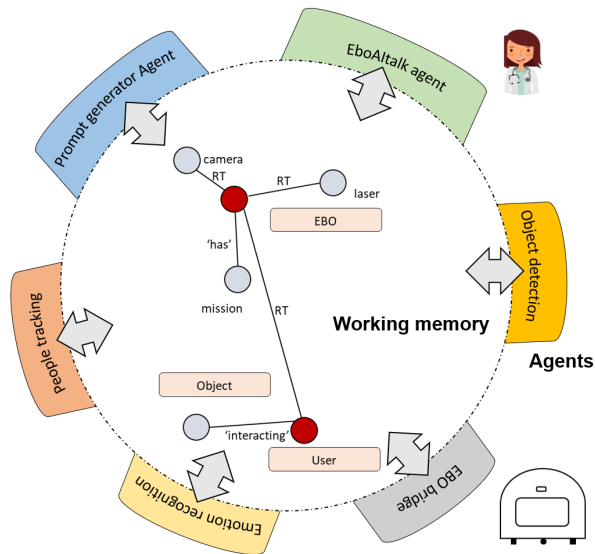 EboAItalk agent
Prompt generator Agent
camera
RT
RT
laser
EBO
'has'
Object detection
mission
RT
Working memory
People tracking
Agents
Object
'interacting'
User
EBO bridge
Emotion recognition